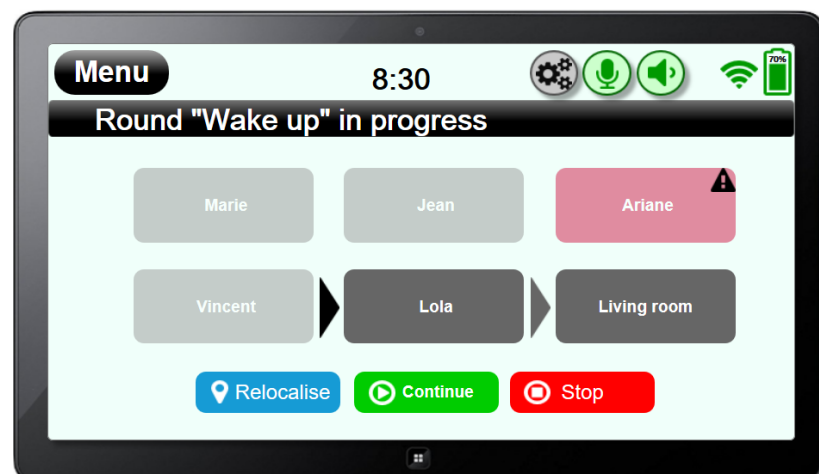 Menu
8:30
70%
Round "Wake up" in progress
Marie
Jean
Ariane
Vincent
Lola
Living room
Relocalise
Continue
Stop